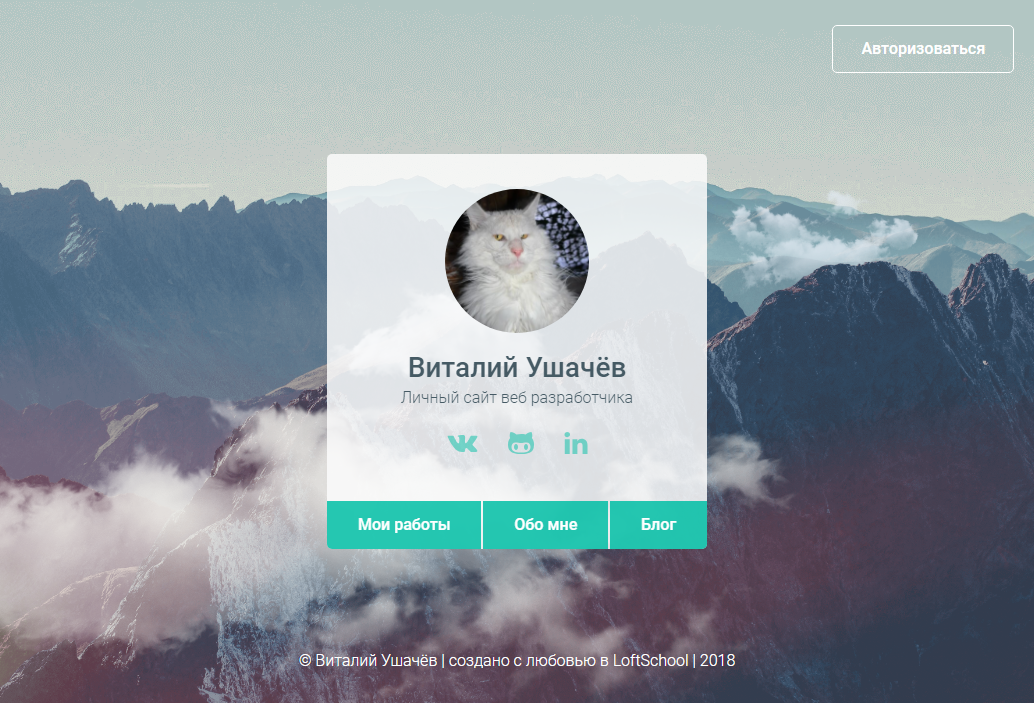 Авторизоваться
Виталий Ушачёв
Личный сайт веб разработчика
Мои работы
Обо мне
Блог
© Виталий Ушачёв | создано с любовью в LoftSchool | 2018